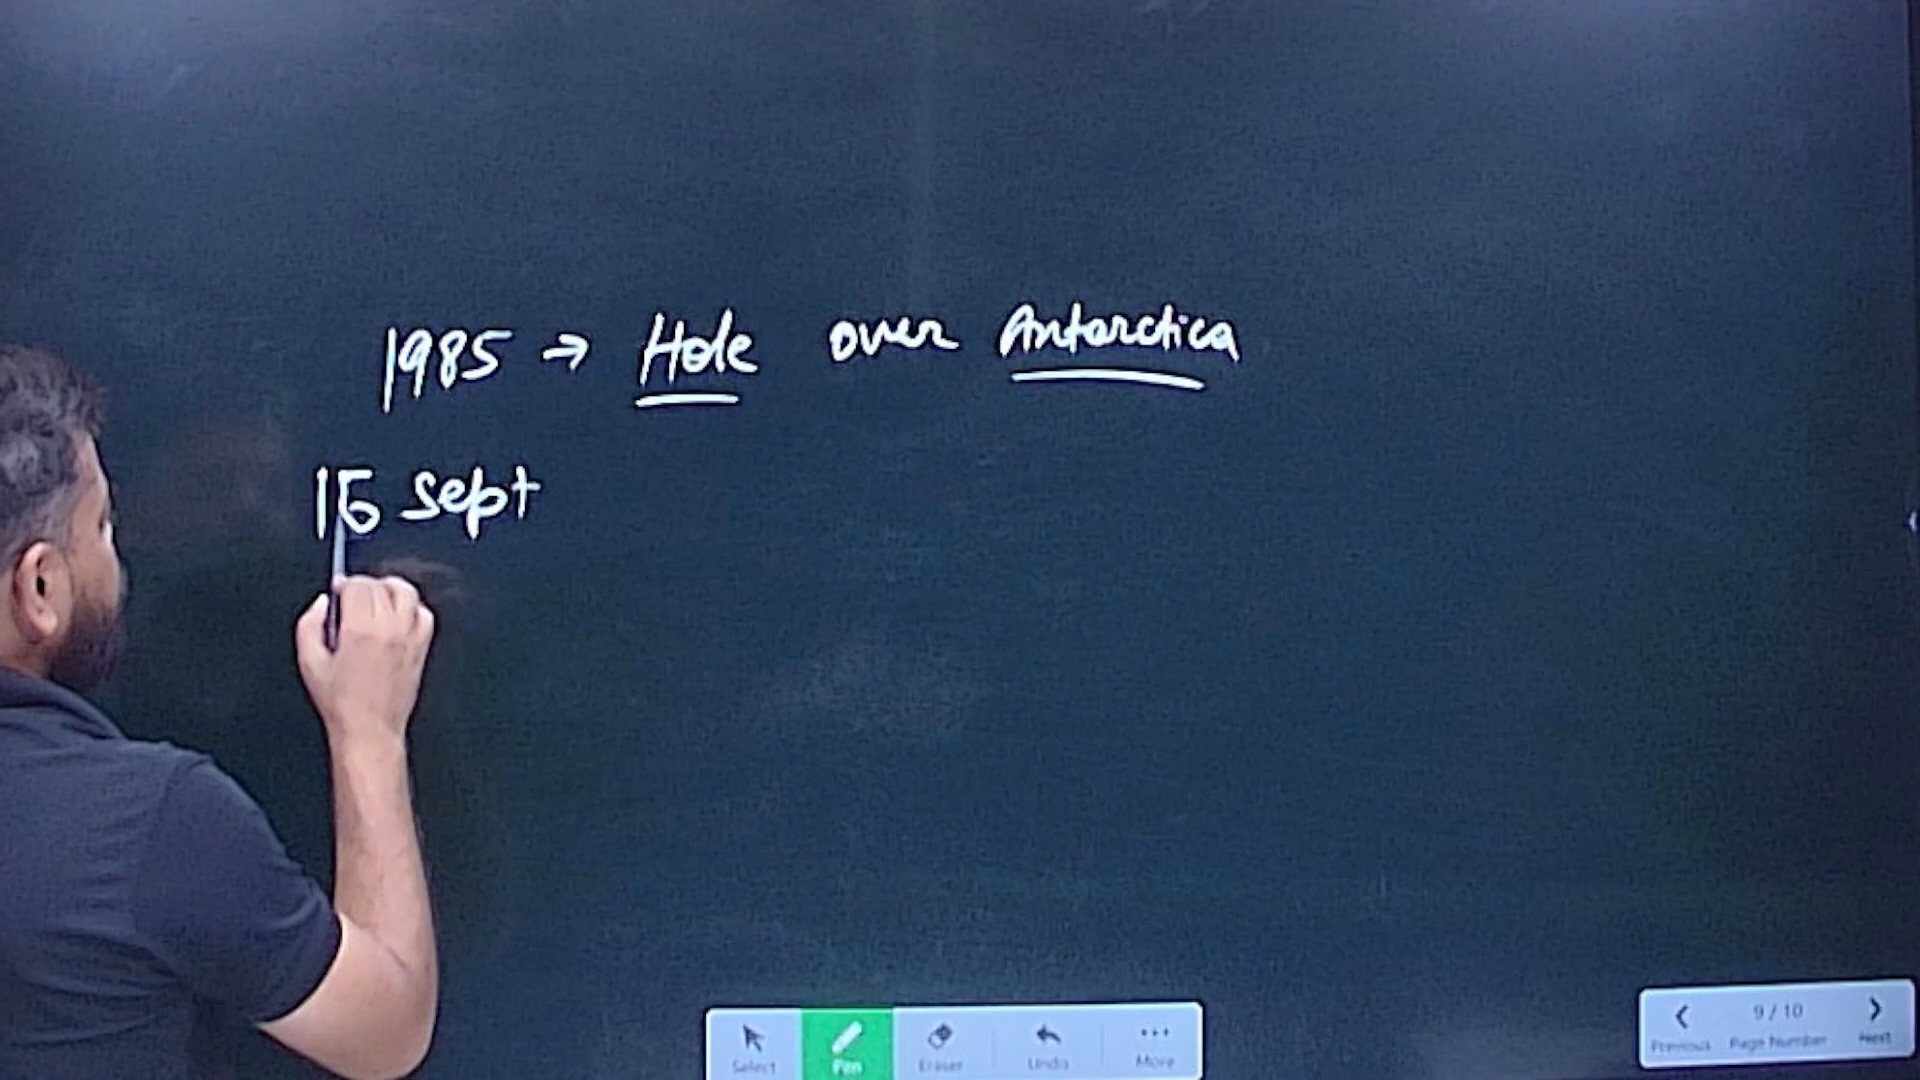 1985 → Hole over Antarctica
16 Sept
Select Pen Eraser Undo More
9 / 10
Previous Page Number Next